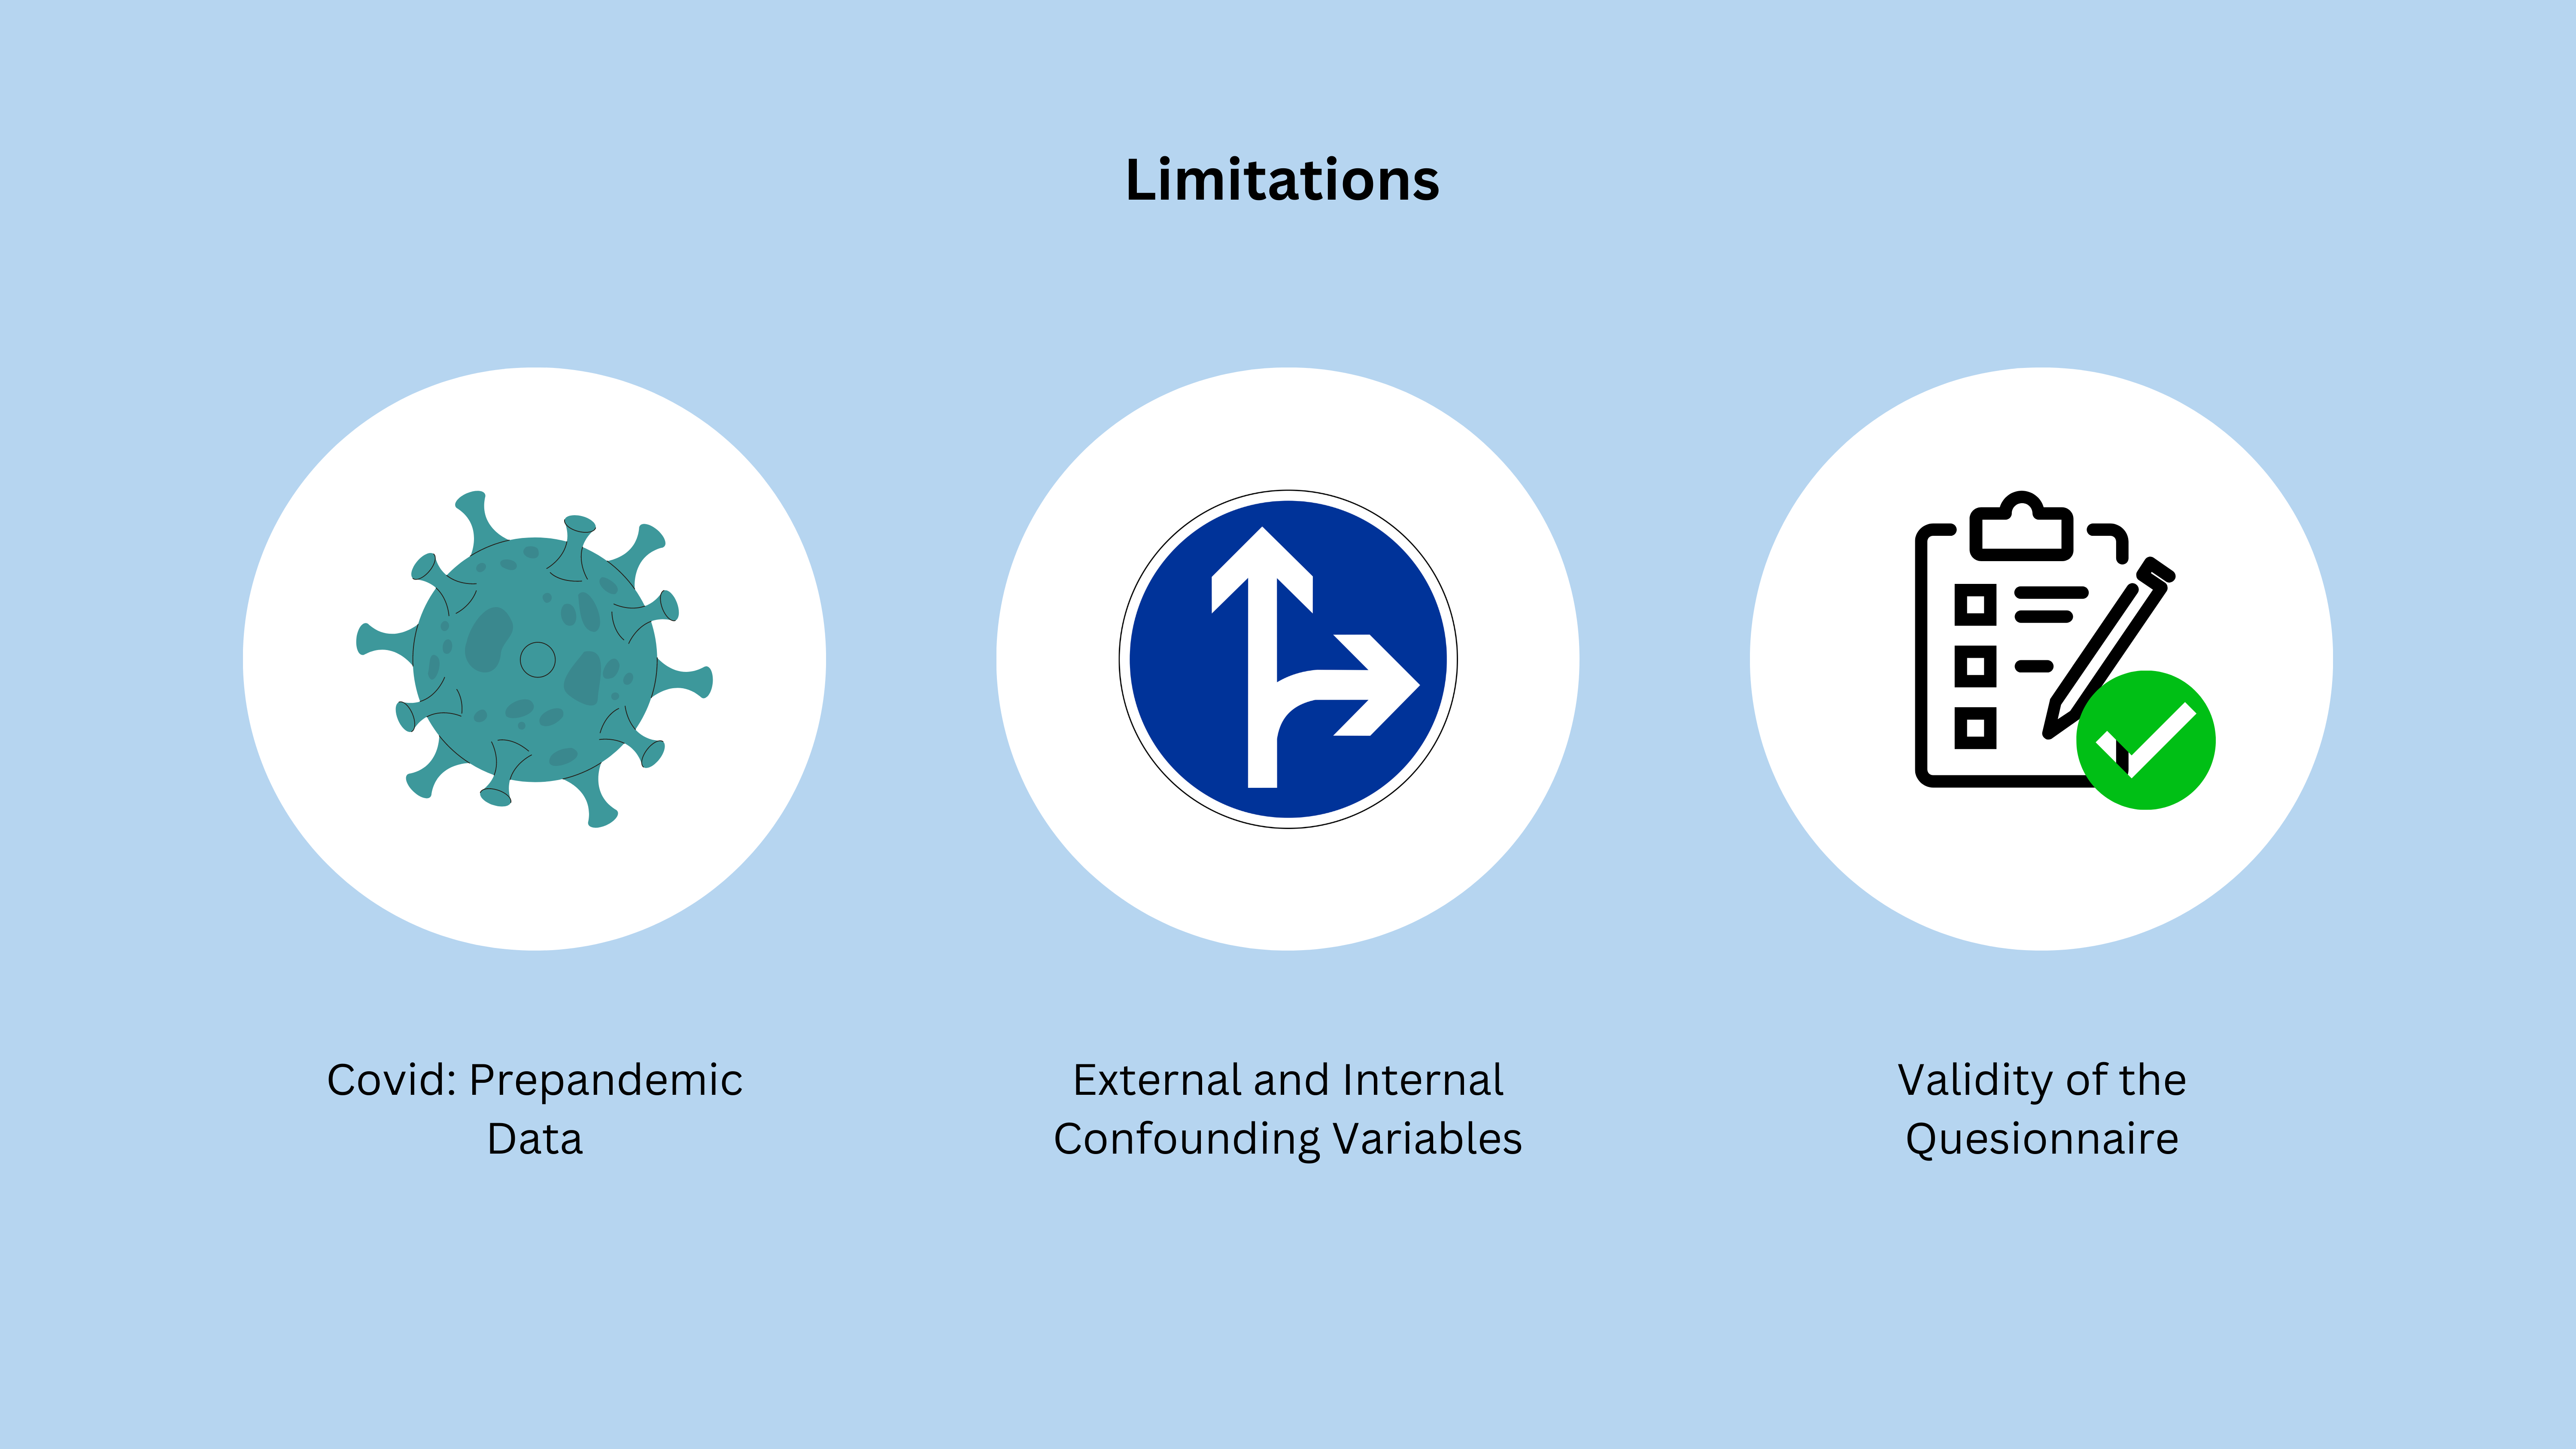 Limitations
Covid: Prepandemic
Data
External and Internal
Confounding Variables
Validity of the
Quesionnaire